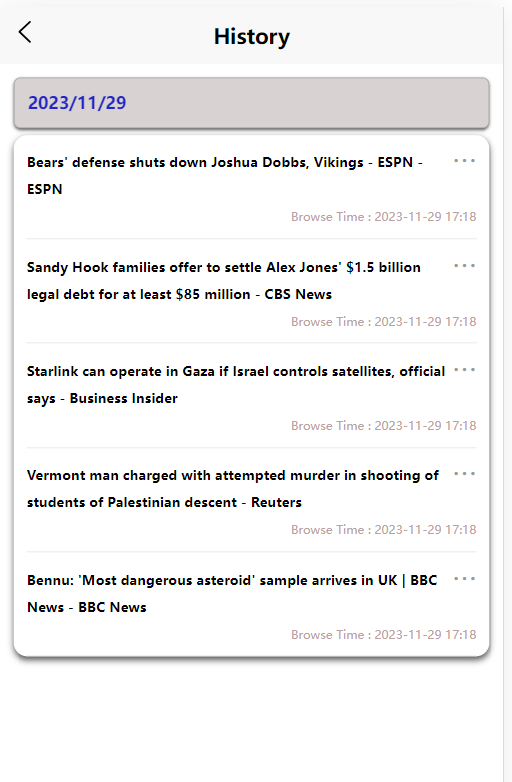 History
2023/11/29
Bears' defense shuts down Joshua Dobbs, Vikings - ESPN -
ESPN
Browse Time : 2023-11-29 17:18
Sandy Hook families offer to settle Alex Jones' $1.5 billion
legal debt for at least $85 million - CBS News
Browse Time : 2023-11-29 17:18
Starlink can operate in Gaza if Israel controls satellites, official
says - Business Insider
Browse Time : 2023-11-29 17:18
Vermont man charged with attempted murder in shooting of
students of Palestinian descent - Reuters
Browse Time : 2023-11-29 17:18
Bennu: 'Most dangerous asteroid' sample arrives in UK | BBC
News - BBC News
Browse Time : 2023-11-29 17:18